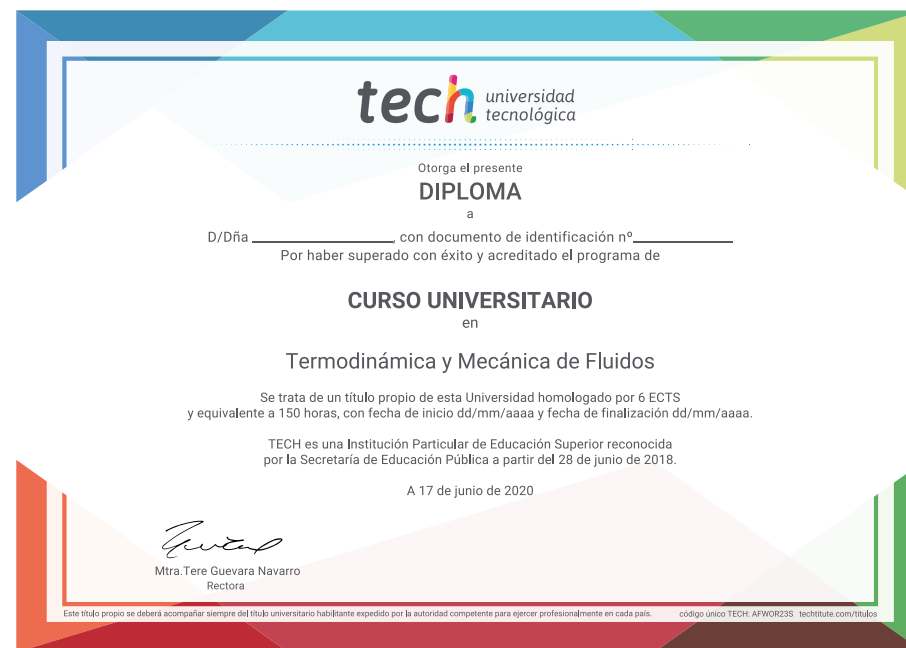 tech universidad
tecnológica
Otorga el presente
DIPLOMA
a
D/Dña ____________________, con documento de identificación nº______________
Por haber superado con éxito y acreditado el programa de
CURSO UNIVERSITARIO
en
Termodinámica y Mecánica de Fluidos
Se trata de un título propio de esta Universidad homologado por 6 ECTS
y equivalente a 150 horas, con fecha de inicio dd/mm/aaaa y fecha de finalización dd/mm/aaaa.
TECH es una Institución Particular de Educación Superior reconocida
por la Secretaría de Educación Pública a partir del 28 de junio de 2018.
A 17 de junio de 2020
Mtra.Tere Guevara Navarro
Rectora
Este título propio se deberá acompañar siempre del título universitario habilitante expedido por la autoridad competente para ejercer profesionalmente en cada país. código único TECH: AFWOR23S techtitute.com/titulos